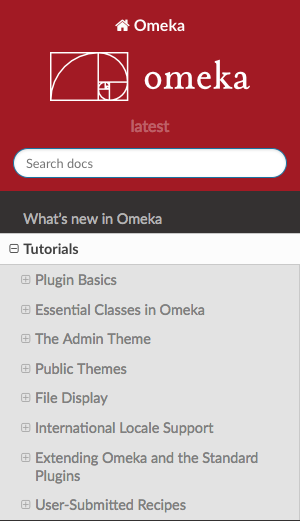 Omeka
omeka
latest
Search docs
What's new in Omeka
Tutorials
Plugin Basics
Essential Classes in Omeka
The Admin Theme
Public Themes
File Display
International Locale Support
Extending Omeka and the Standard
Plugins
User-Submitted Recipes